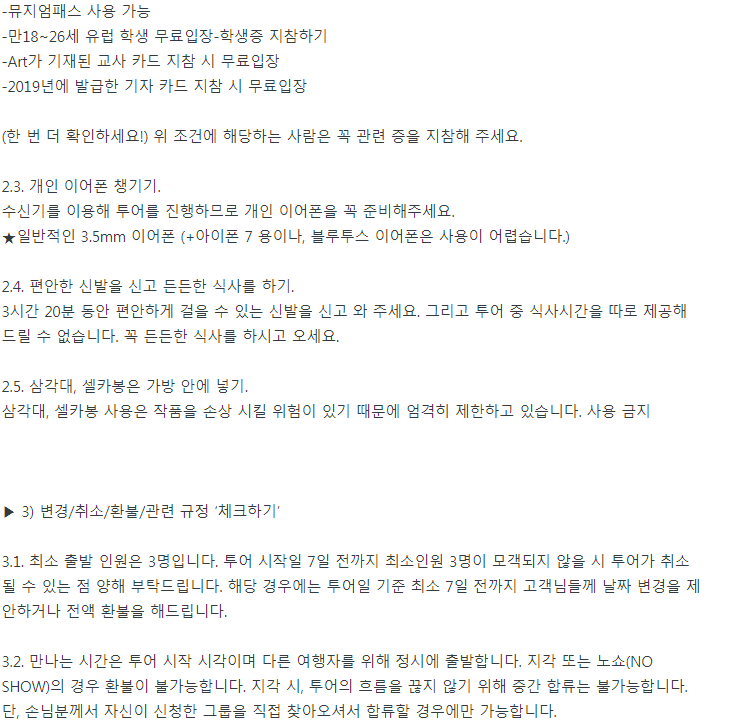 -뮤지엄패스 사용 가능
-만18~26세 유럽 학생 무료입장-학생증 지참하기
-Art가 기재된 교사 카드 지참 시 무료입장
-2019년에 발급한 기자 카드 지참 시 무료입장
(한 번 더 확인하세요!) 위 조건에 해당하는 사람은 꼭 관련 증을 지참해 주세요.
2.3. 개인 이어폰 챙기기.
수신기를 이용해 투어를 진행하므로 개인 이어폰을 꼭 준비해주세요.
★일반적인 3.5mm 이어폰 (+아이폰 7 용이나, 블루투스 이어폰은 사용이 어렵습니다.)
2.4. 편안한 신발을 신고 든든한 식사를 하기.
3시간 20분 동안 편안하게 걸을 수 있는 신발을 신고 와 주세요. 그리고 투어 중 식사시간을 따로 제공해
드릴 수 없습니다. 꼭 든든한 식사를 하시고 오세요.
2.5. 삼각대, 셀카봉은 가방 안에 넣기.
삼각대, 셀카봉 사용은 작품을 손상 시킬 위험이 있기 때문에 엄격히 제한하고 있습니다. 사용 금지
▶ 3) 변경/취소/환불/관련 규정 '체크하기'
3.1. 최소 출발 인원은 3명입니다. 투어 시작일 7일 전까지 최소인원 3명이 모객되지 않을 시 투어가 취소
될 수 있는 점 양해 부탁드립니다. 해당 경우에는 투어일 기준 최소 7일 전까지 고객님들께 날짜 변경을 제
안하거나 전액 환불을 해드립니다.
3.2. 만나는 시간은 투어 시작 시각이며 다른 여행자를 위해 정시에 출발합니다. 지각 또는 노쇼(NO
SHOW)의 경우 환불이 불가능합니다. 지각 시, 투어의 흐름을 끊지 않기 위해 중간 합류는 불가능합니다.
단, 손님분께서 자신이 신청한 그룹을 직접 찾아오셔서 합류할 경우에만 가능합니다.